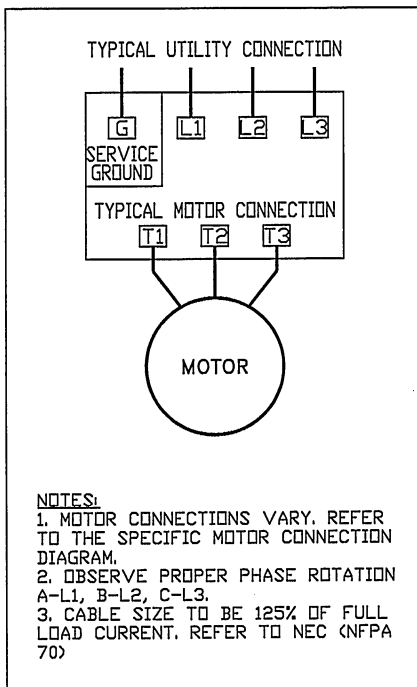 TYPICAL UTILITY CONNECTION
G L1 L2 L3
SERVICE
GROUND
TYPICAL MOTOR CONNECTION
T1 T2 T3
MOTOR
NOTES:
1. MOTOR CONNECTIONS VARY. REFER
TO THE SPECIFIC MOTOR CONNECTION
DIAGRAM.
2. OBSERVE PROPER PHASE ROTATION
A-L1, B-L2, C-L3.
3. CABLE SIZE TO BE 125% OF FULL
LOAD CURRENT. REFER TO NEC (NFPA
70)